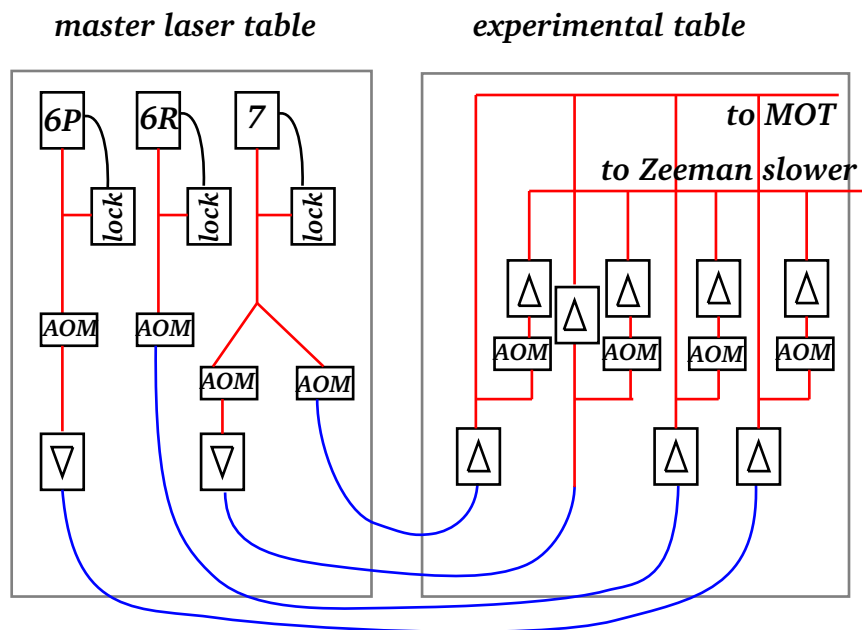 master laser table
experimental table
6P
6R
7
to MOT
to Zeeman slower
lock
lock
lock
AOM
AOM
AOM
AOM
AOM
AOM
AOM
AOM